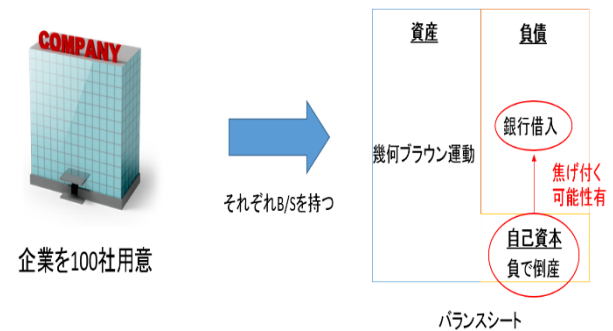 COMPANY
企業を100社用意
それぞれB/Sを持つ
資産
幾何ブラウン運動
負債
銀行借入
焦げ付く
可能性有
自己資本
負で倒産
バランスシート